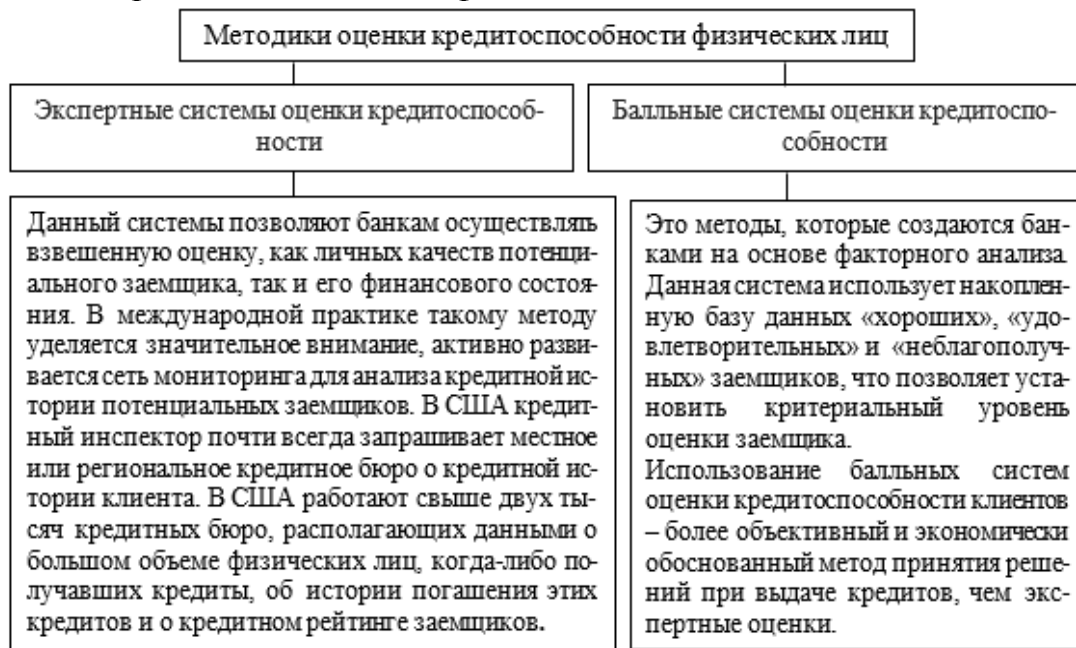 Методики оценки кредитоспособности физических лиц
Экспертные системы оценки кредитоспособ-
ности
Балльные системы оценки кредитоспо-
собности
Данный системы позволяют банкам осуществлять
взвешенную оценку, как личных качеств потенци-
ального заемщика, так и его финансового состоя-
ния. В международной практике такому методу
уделяется значительное внимание, активно разви-
вается сеть мониторинга для анализа кредитной ис-
тории потенциальных заемщиков. В США кредит-
ный инспектор почти всегда запрашивает местное
или региональное кредитное бюро о кредитной ис-
тории клиента. В США работают свыше двух ты-
сяч кредитных бюро, располагающих данными о
большом объеме физических лиц, когда-либо по-
лучавших кредиты, об истории погашения этих
кредитов и о кредитном рейтинге заемщиков.
Это методы, которые создаются бан-
ками на основе факторного анализа.
Данная система использует накоплен-
ную базу данных «хороших», «удо-
влетворительных» и «неблагополуч-
ных» заемщиков, что позволяет уста-
новить критериальный уровень
оценки заемщика.
Использование балльных систем
оценки кредитоспособности клиентов
– более объективный и экономически
обоснованный метод принятия реше-
ний при выдаче кредитов, чем экс-
пертные оценки.